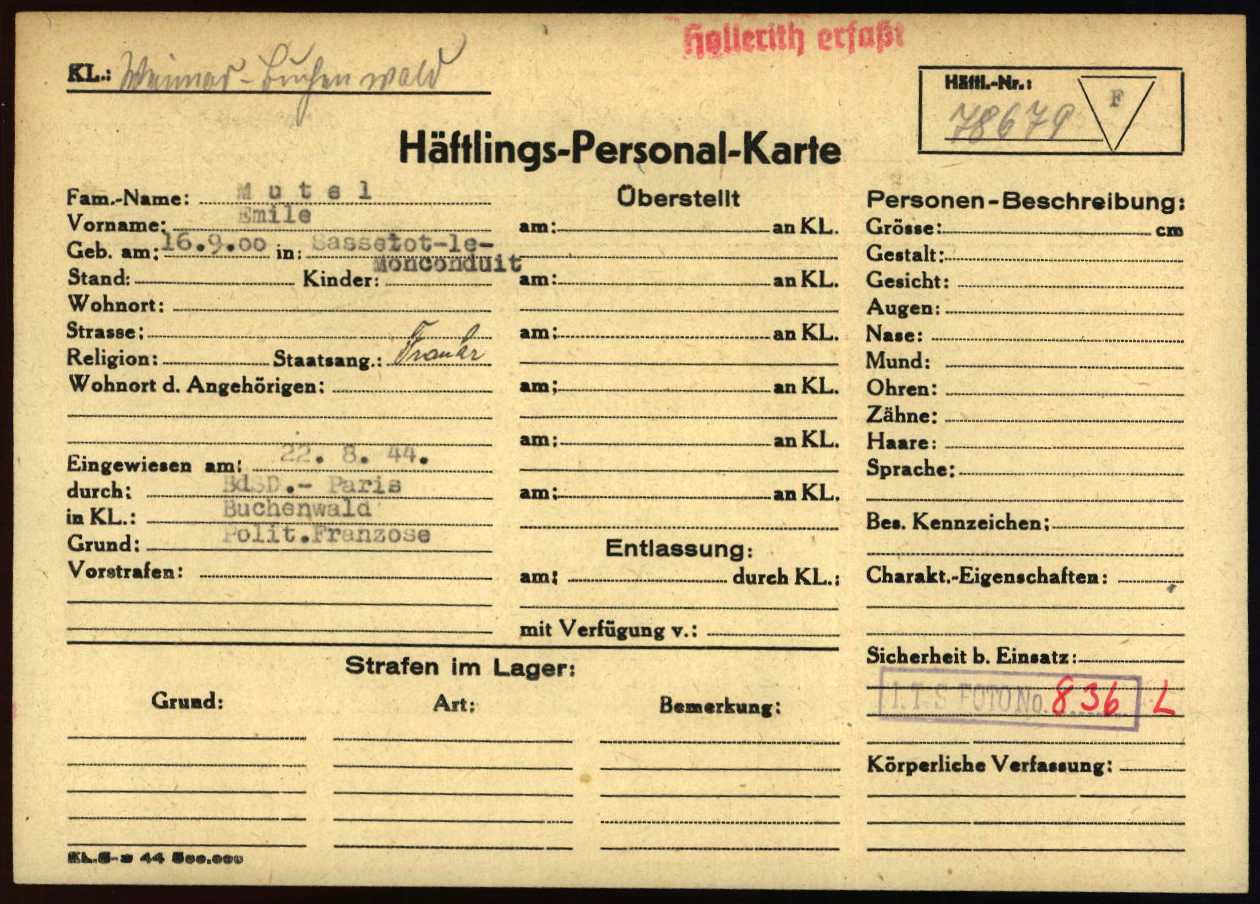 Hollerith erfaßt
KL.: Weimar-Buchenwald
Häftl.-Nr.:
78679
F
Häftlings-Personal-Karte
Fam.-Name: Mutel
Vorname: Emile
Geb. am: 16.9.00 in: Sassetot-le-
Monconduit
Stand: Kinder:
Wohnort:
Strasse:
Religion: Staatsang.:
Wohnort d. Angehörigen:
Eingewiesen am: 22. 8. 44.
durch: BdSD.- Paris
in KL.: Buchenwald
Grund: Polit.Franzose
Vorstrafen:
Überstellt
am: an KL.
am: an KL.
am: an KL.
am: an KL.
am: an KL.
am: an KL.
Entlassung:
am: durch KL.:
mit Verfügung v.:
Personen-Beschreibung:
Grösse: cm
Gestalt:
Gesicht:
Augen:
Nase:
Mund:
Ohren:
Zähne:
Haare:
Sprache:
Bes. Kennzeichen:
Charakt.-Eigenschaften:
Sicherheit b. Einsatz:
I.T.S FOTO No. 836 L
Körperliche Verfassung:
Strafen im Lager:
Grund: Art: Bemerkung:
44 500.000